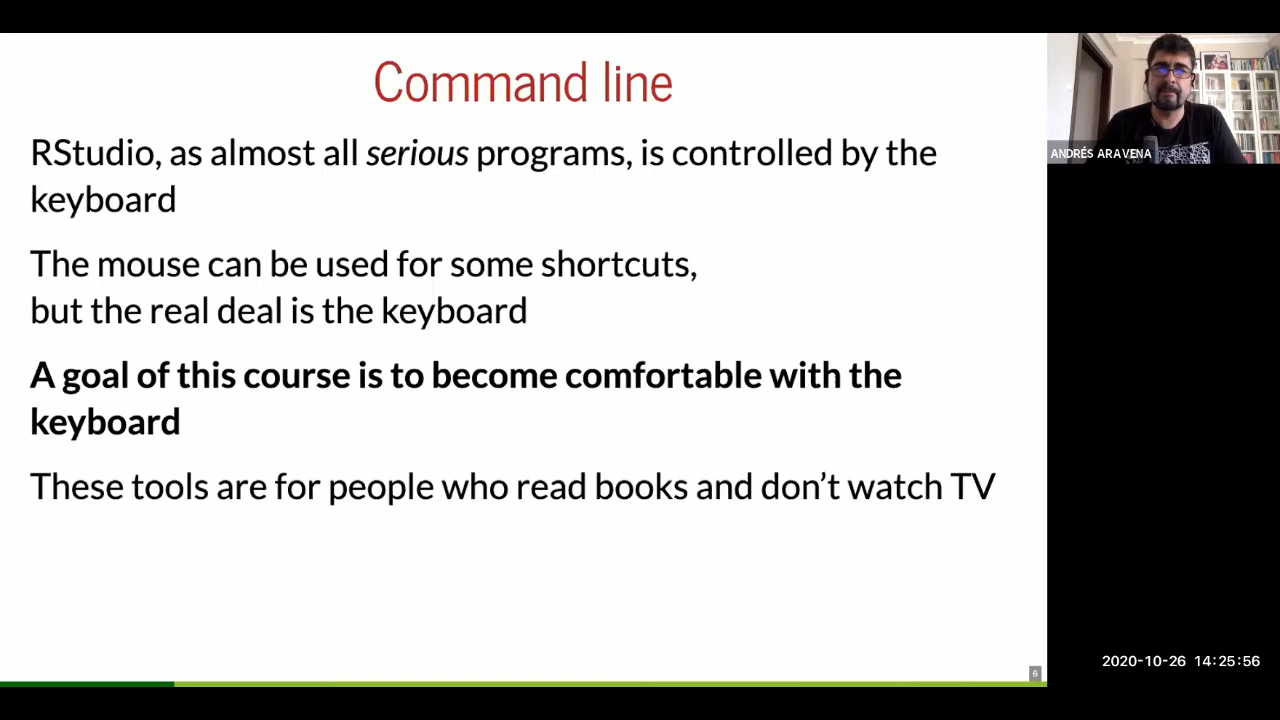 Command line
RStudio, as almost all serious programs, is controlled by the
keyboard
The mouse can be used for some shortcuts,
but the real deal is the keyboard
A goal of this course is to become comfortable with the
keyboard
These tools are for people who read books and don’t watch TV
6
ANDRÉS ARAVENA
2020-10-26 14:25:56